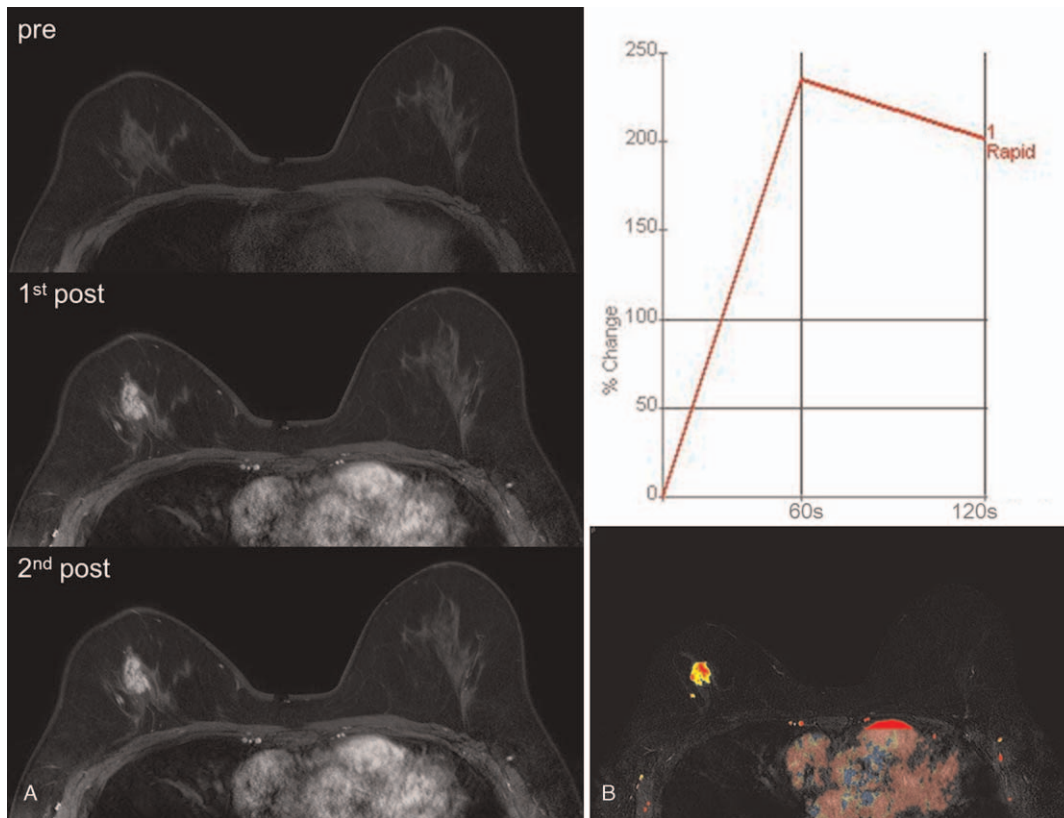 pre
1st post
2nd post
A
250
200
150
100
50
0
% Change
60s
120s
1
Rapid
B